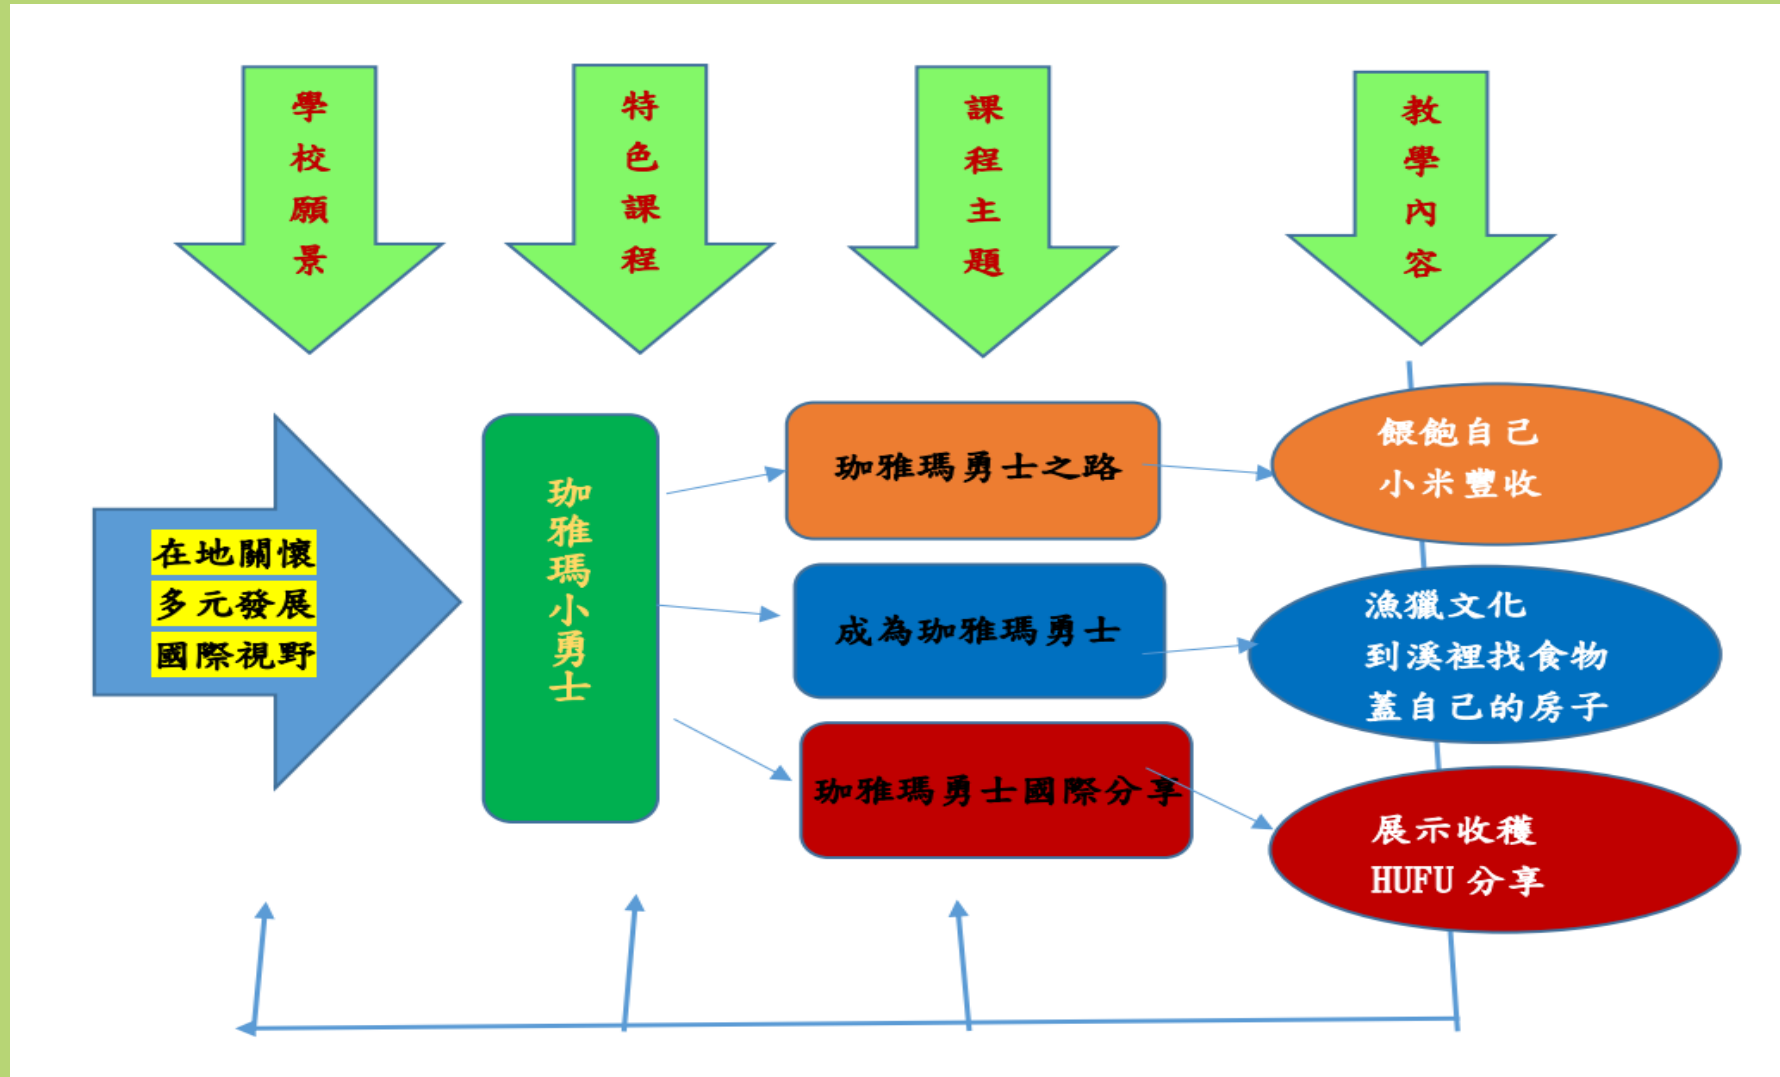 學校願景
特色課程
課程主題
教學內容
在地關懷
多元發展
國際視野
珈雅瑪小勇士
珈雅瑪勇士之路
成為珈雅瑪勇士
珈雅瑪勇士國際分享
餵飽自己
小米豐收
漁獵文化
到溪裡找食物
蓋自己的房子
展示收穫
HUFU 分享